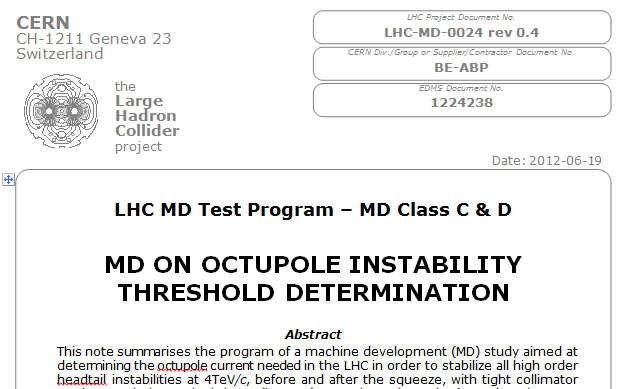 CERN
CH-1211 Geneva 23
Switzerland
the
Large
Hadron
Collider
project
LHC Project Document No.
LHC-MD-0024 rev 0.4
CERN Div./Group or Supplier/Contractor Document No.
BE-ABP
EDMS Document No.
1224238
Date: 2012-06-19
LHC MD Test Program – MD Class C & D
MD ON OCTUPOLE INSTABILITY
THRESHOLD DETERMINATION
Abstract
This note summarises the program of a machine development (MD) study aimed at
determining the octupole current needed in the LHC in order to stabilize all high order
headtail instabilities at 4TeV/c, before and after the squeeze, with tight collimator